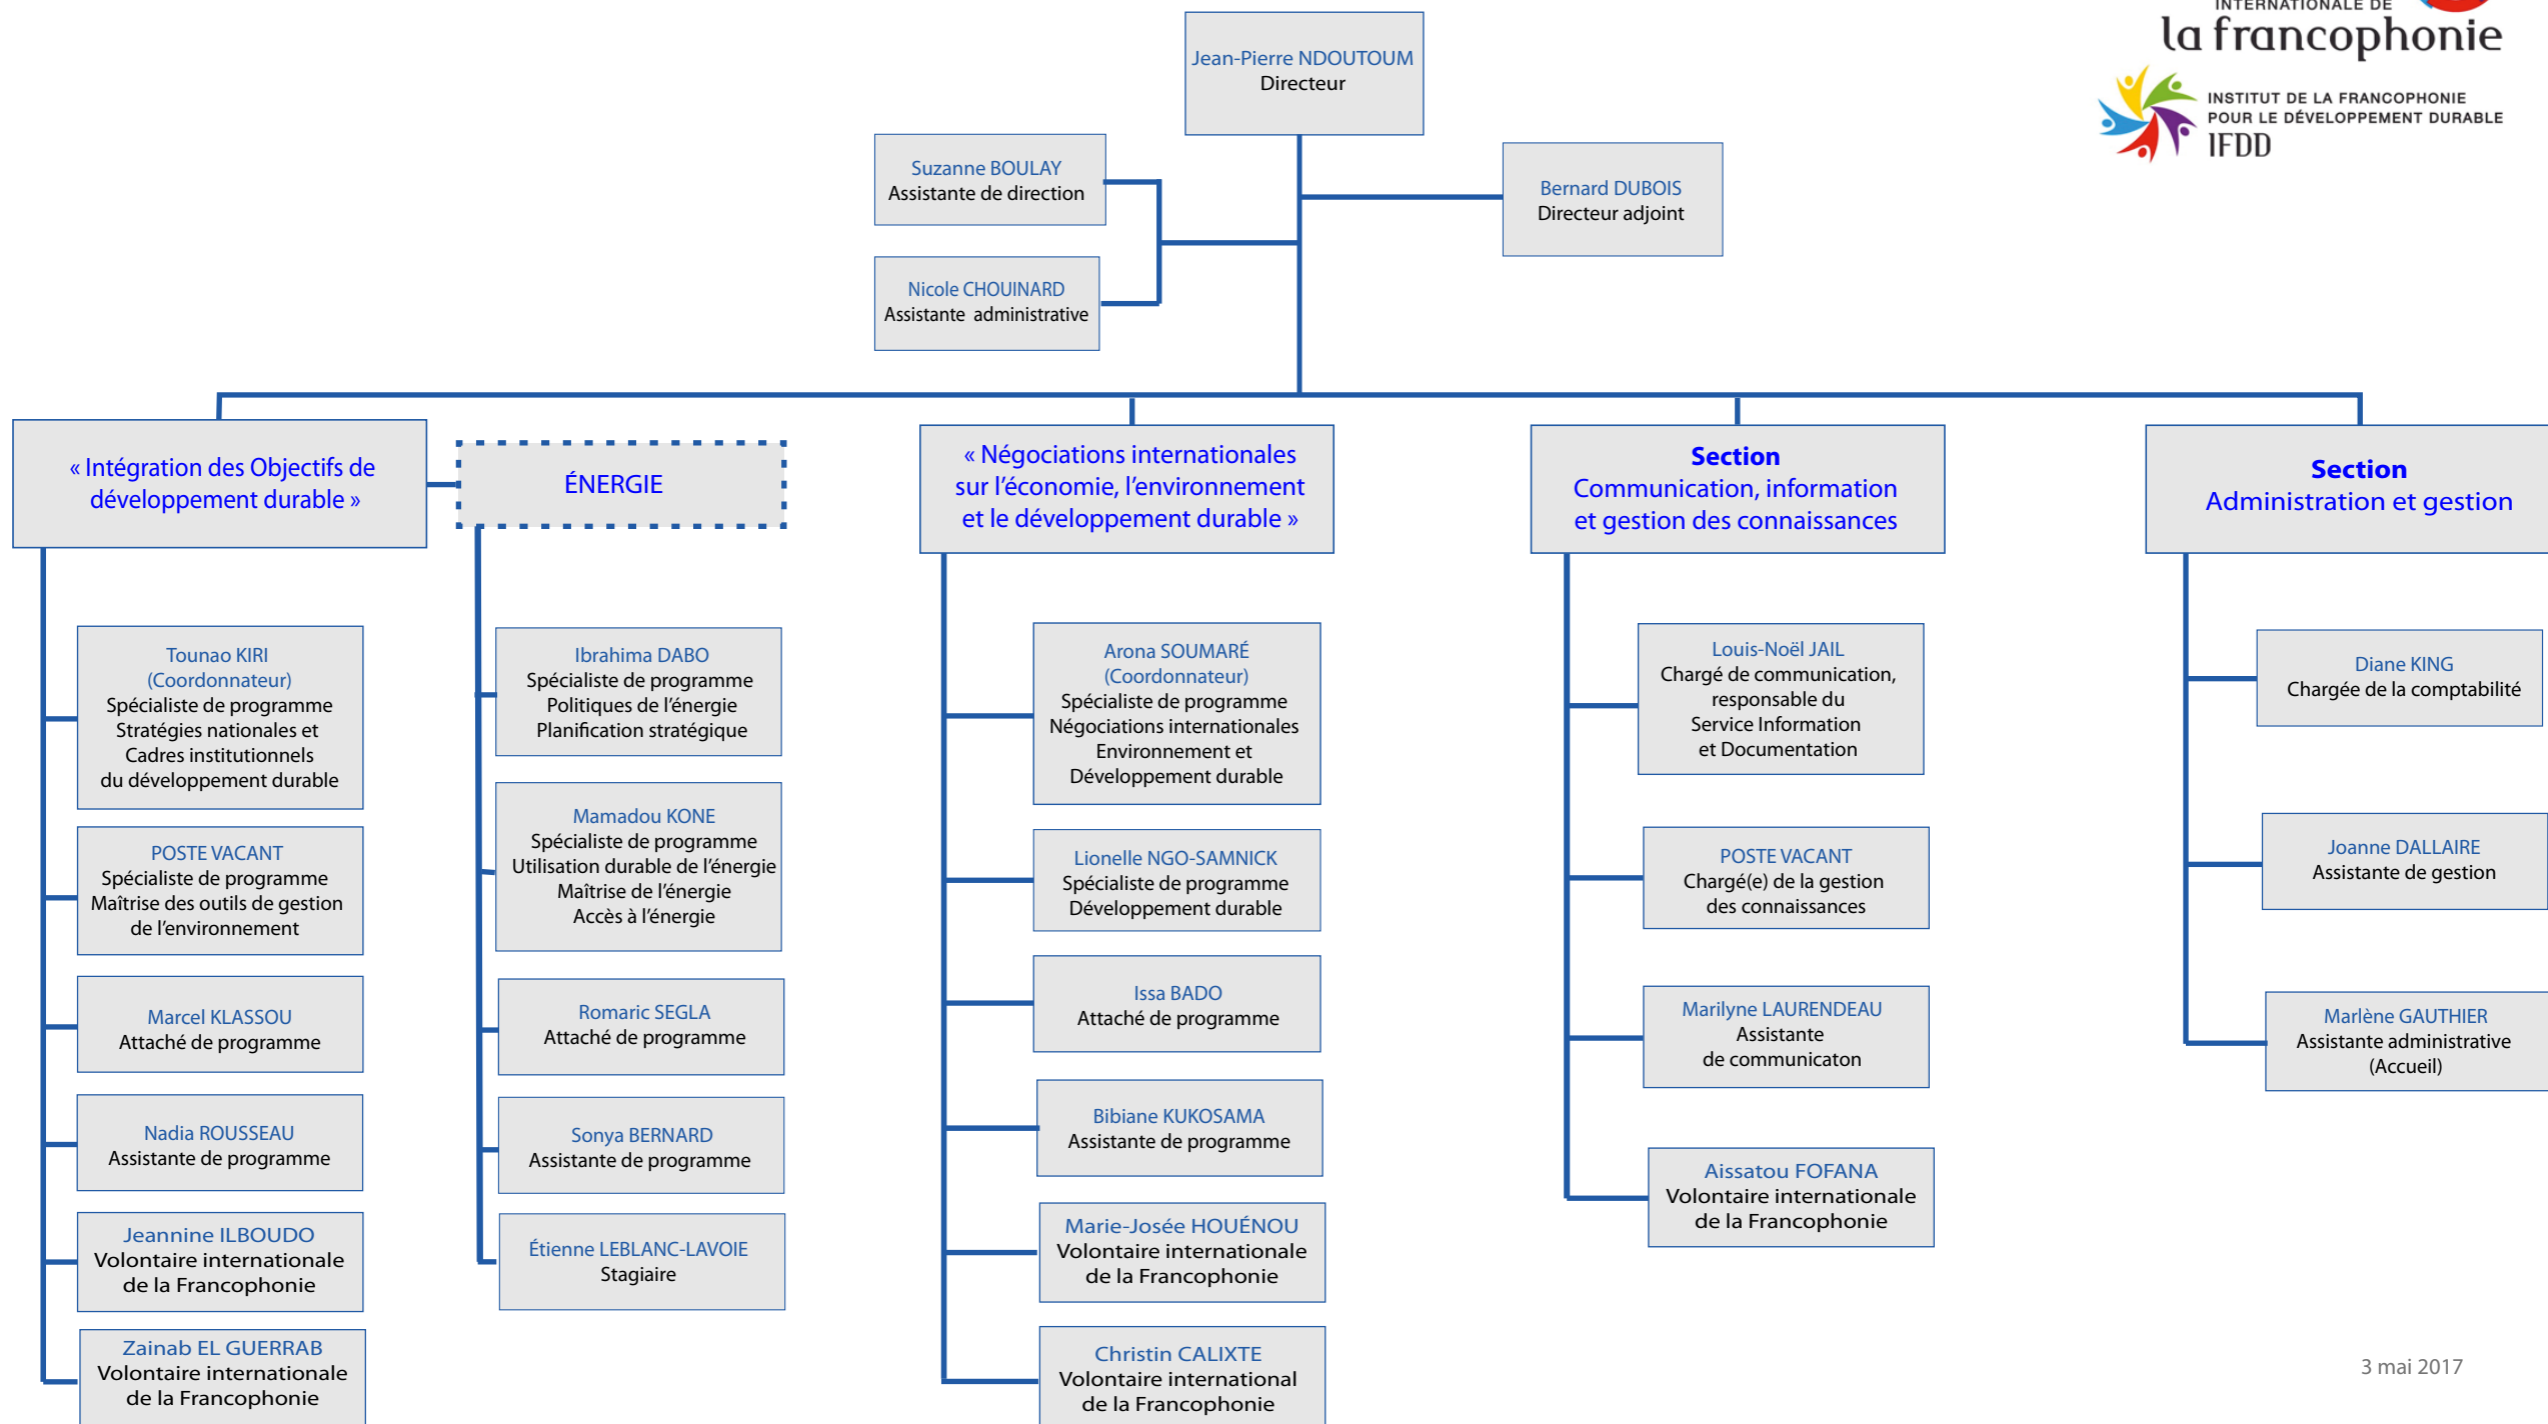 INTERNATIONALE DE
la francophonie
INSTITUT DE LA FRANCOPHONIE
POUR LE DÉVELOPPEMENT DURABLE
IFDD
Jean-Pierre NDOUTOUM
Directeur
Suzanne BOULAY
Assistante de direction
Bernard DUBOIS
Directeur adjoint
Nicole CHOUINARD
Assistante administrative
« Intégration des Objectifs de
développement durable »
ÉNERGIE
« Négociations internationales
sur l’économie, l’environnement
et le développement durable »
Section
Communication, information
et gestion des connaissances
Section
Administration et gestion
Tounao KIRI
(Coordonnateur)
Spécialiste de programme
Stratégies nationales et
Cadres institutionnels
du développement durable
POSTE VACANT
Spécialiste de programme
Maîtrise des outils de gestion
de l’environnement
Marcel KLASSOU
Attaché de programme
Nadia ROUSSEAU
Assistante de programme
Jeannine ILBOUDO
Volontaire internationale
de la Francophonie
Zainab EL GUERRAB
Volontaire internationale
de la Francophonie
Ibrahima DABO
Spécialiste de programme
Politiques de l’énergie
Planification stratégique
Mamadou KONE
Spécialiste de programme
Utilisation durable de l’énergie
Maîtrise de l’énergie
Accès à l’énergie
Romaric SEGLA
Attaché de programme
Sonya BERNARD
Assistante de programme
Étienne LEBLANC-LAVOIE
Stagiaire
Arona SOUMARÉ
(Coordonnateur)
Spécialiste de programme
Négociations internationales
Environnement et
Développement durable
Lionelle NGO-SAMNICK
Spécialiste de programme
Développement durable
Issa BADO
Attaché de programme
Bibiane KUKOSAMA
Assistante de programme
Marie-Josée HOUÉNOU
Volontaire internationale
de la Francophonie
Christin CALIXTE
Volontaire international
de la Francophonie
Louis-Noël JAIL
Chargé de communication,
responsable du
Service Information
et Documentation
POSTE VACANT
Chargé(e) de la gestion
des connaissances
Marilyne LAURENDEAU
Assistante
de communicaton
Aissatou FOFANA
Volontaire internationale
de la Francophonie
Diane KING
Chargée de la comptabilité
Joanne DALLAIRE
Assistante de gestion
Marlène GAUTHIER
Assistante administrative
(Accueil)
3 mai 2017